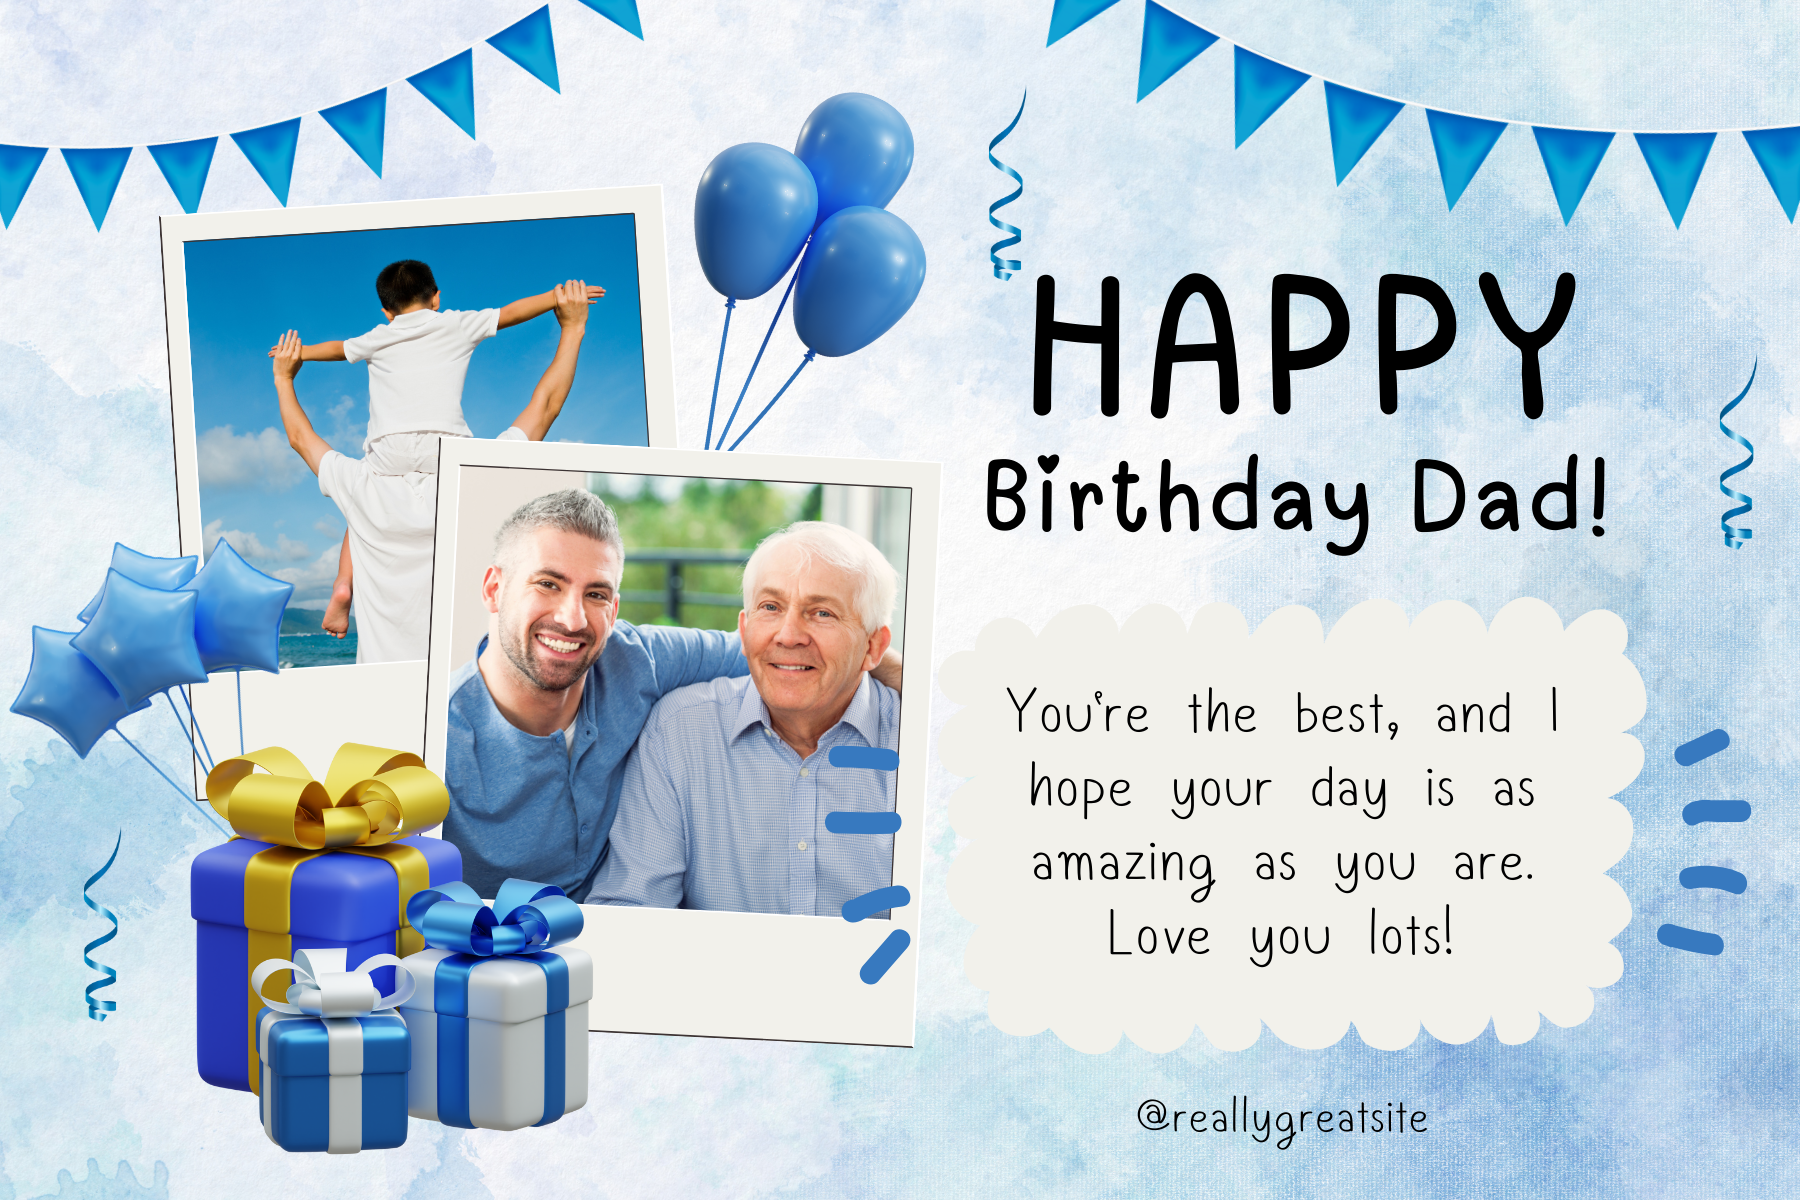 HAPPY
Birthday Dad!
You're the best, and I
hope your day is as
amazing as you are.
Love you lots!
@reallygreatsite